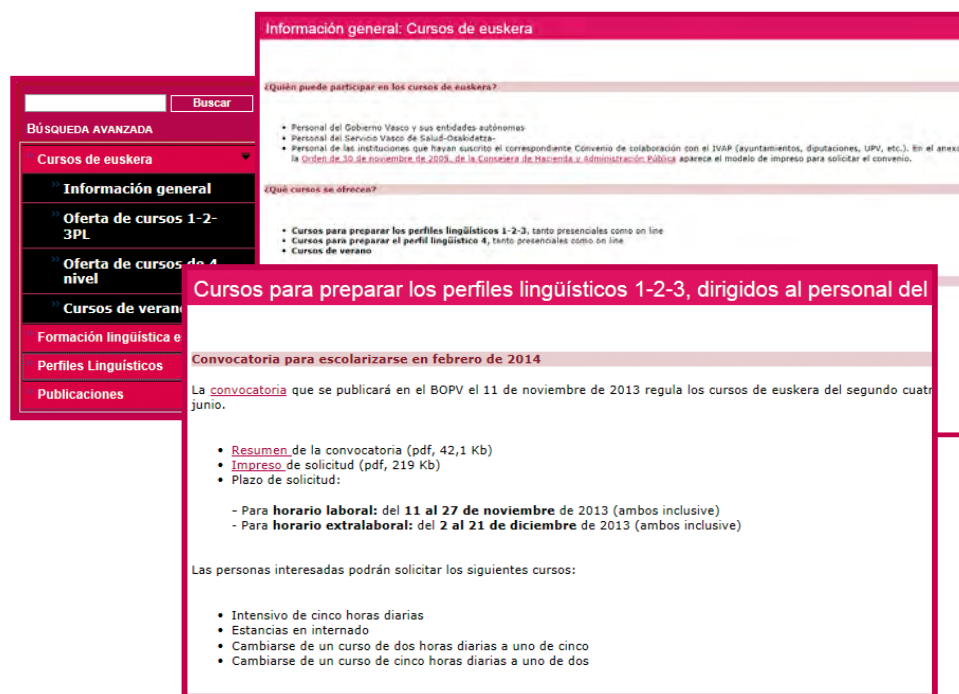 Información general: Cursos de euskera
¿Quién puede participar en los cursos de euskera?
• Personal del Gobierno Vasco y sus entidades autónomas
• Personal del Servicio Vasco de Salud-Osakidetza-
• Personal de las instituciones que hayan suscrito el correspondiente Convenio de colaboración con el IVAP (ayuntamientos, diputaciones, UPV, etc.). En el anexo
la Orden de 30 de noviembre de 2005, de la Consejera de Hacienda y Administración Pública aparece el modelo de impreso para solicitar el convenio.
¿Qué cursos se ofrecen?
• Cursos para preparar los perfiles lingüísticos 1-2-3, tanto presenciales como on line
• Cursos para preparar el perfil lingüístico 4, tanto presenciales como on line
• Cursos de verano
Buscar
BÚSQUEDA AVANZADA
Cursos de euskera
» Información general
» Oferta de cursos 1-2-
3PL
» Oferta de cursos de 4
nivel
» Cursos de veran
Formación lingüística e
Perfiles Linguísticos
Publicaciones
Cursos para preparar los perfiles lingüísticos 1-2-3, dirigidos al personal del
Convocatoria para escolarizarse en febrero de 2014
La convocatoria que se publicará en el BOPV el 11 de noviembre de 2013 regula los cursos de euskera del segundo cuatr
junio.
• Resumen de la convocatoria (pdf, 42,1 Kb)
• Impreso de solicitud (pdf, 219 Kb)
• Plazo de solicitud:
- Para horario laboral: del 11 al 27 de noviembre de 2013 (ambos inclusive)
- Para horario extralaboral: del 2 al 21 de diciembre de 2013 (ambos inclusive)
Las personas interesadas podrán solicitar los siguientes cursos:
• Intensivo de cinco horas diarias
• Estancias en internado
• Cambiarse de un curso de dos horas diarias a uno de cinco
• Cambiarse de un curso de cinco horas diarias a uno de dos